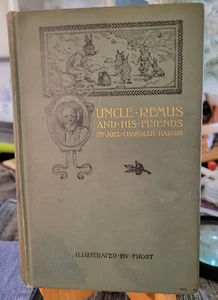 UNCLE·REMUS
AND·HIS·FRIENDS
BY·JOEL·CHANDLER·HARRIS
ILLUSTRATED·BY·FROST